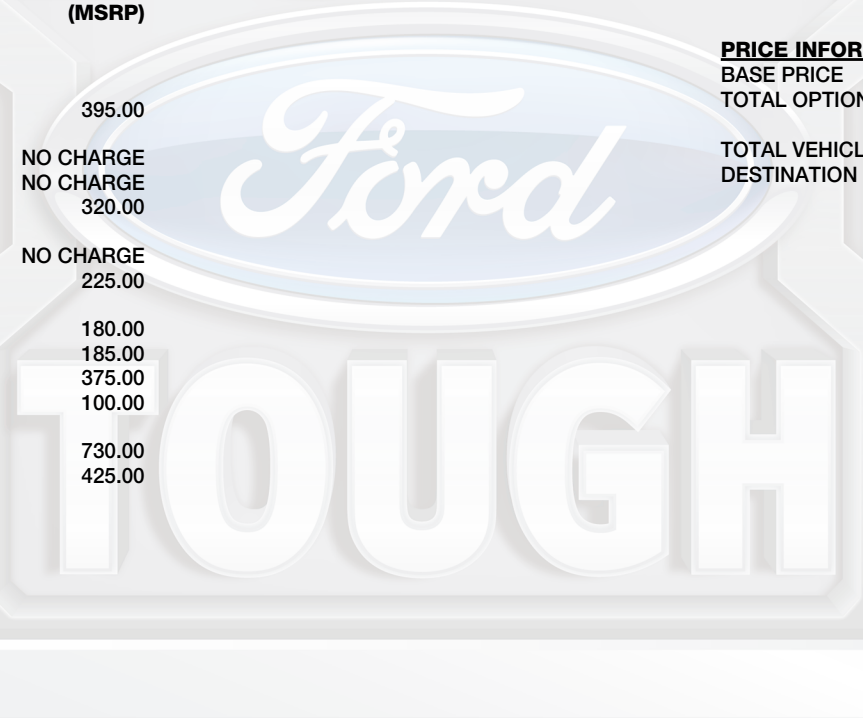 (MSRP)
395.00
NO CHARGE
NO CHARGE
320.00
NO CHARGE
225.00
180.00
185.00
375.00
100.00
730.00
425.00
PRICE INFOR
BASE PRICE
TOTAL OPTION
TOTAL VEHICL
DESTINATION
Ford
TOUGH